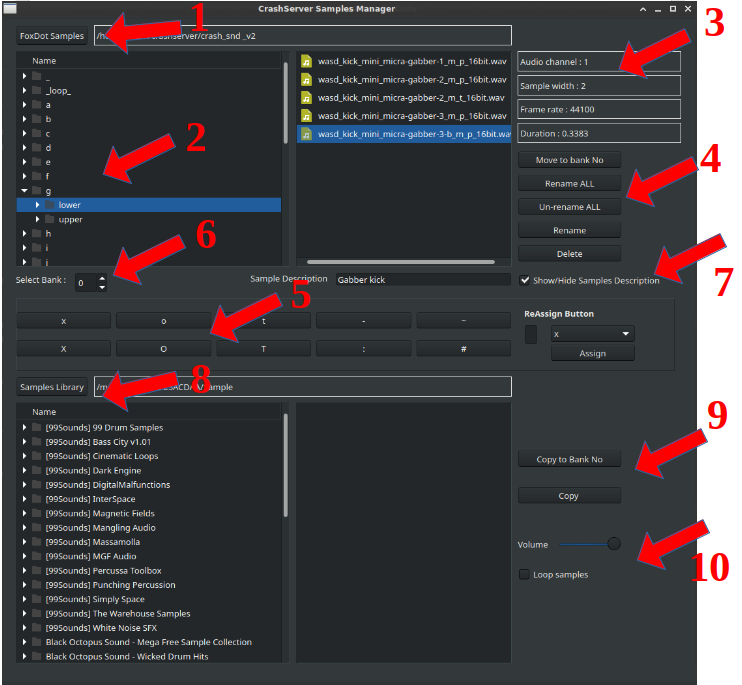 CrashServer Samples Manager
1
FoxDot Samples
crashserver/crash_snd _v2
3
Name
_
_loop_
a
b
c
d
e
f
g
lower
upper
h
i
j
2
wasd_kick_mini_micra-gabber-1_m_p_16bit.wav
wasd_kick_mini_micra-gabber-2_m_p_16bit.wav
wasd_kick_mini_micra-gabber-2_m_t_16bit.wav
wasd_kick_mini_micra-gabber-3_m_p_16bit.wav
wasd_kick_mini_micra-gabber-3-b_m_p_16bit.wav
Audio channel : 1
Sample width : 2
Frame rate : 44100
Duration : 0.3383
Move to bank No
Rename ALL
Un-rename ALL
Rename
Delete
4
6
Select Bank :
0
Sample Description
Gabber kick
Show/Hide Samples Description
7
5
x
o
t
-
~
X
O
T
:
#
ReAssign Button
x
Assign
8
Samples Library
Name
[99Sounds] 99 Drum Samples
[99Sounds] Bass City v1.01
[99Sounds] Cinematic Loops
[99Sounds] Dark Engine
[99Sounds] DigitalMalfunctions
[99Sounds] InterSpace
[99Sounds] Magnetic Fields
[99Sounds] Mangling Audio
[99Sounds] Massamolla
[99Sounds] MGF Audio
[99Sounds] Percussa Toolbox
[99Sounds] Punching Percussion
[99Sounds] Simply Space
[99Sounds] The Warehouse Samples
[99Sounds] White Noise SFX
Black Octopus Sound - Mega Free Sample Collection
Black Octopus Sound - Wicked Drum Hits
9
Copy to Bank No
Copy
Volume
10
Loop samples